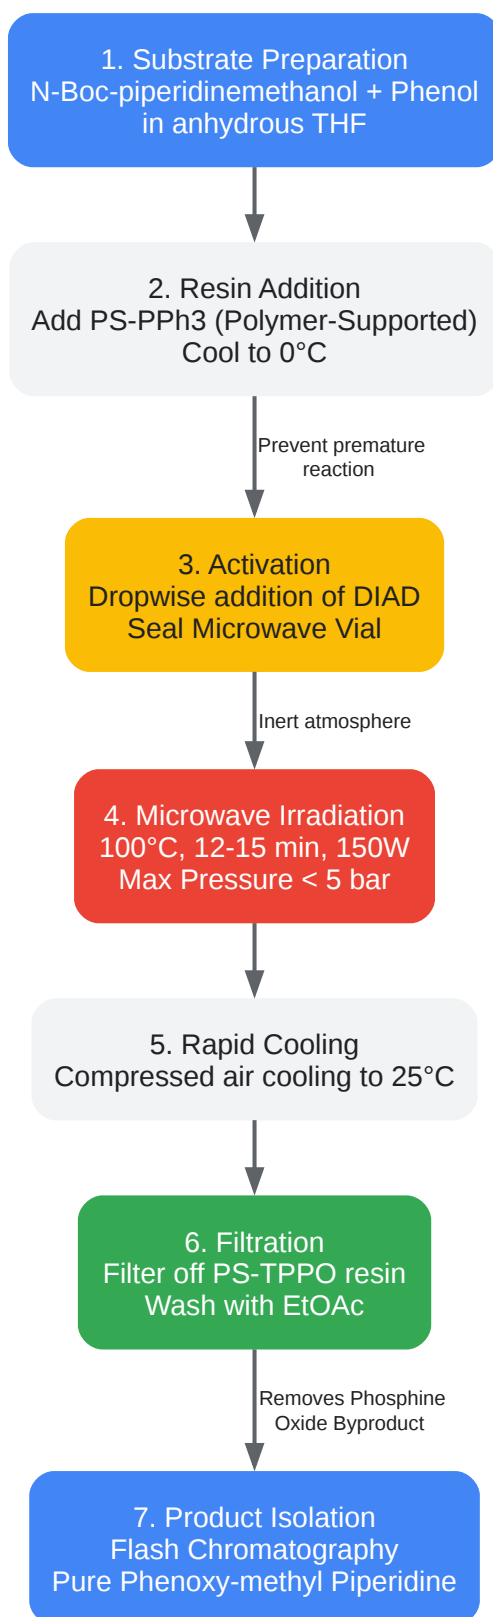 1. Substrate Preparation
N-Boc-piperidinemethanol + Phenol
in anhydrous THF
2. Resin Addition
Add PS-PPh3 (Polymer-Supported)
Cool to 0°C
Prevent premature
reaction
3. Activation
Dropwise addition of DIAD
Seal Microwave Vial
Inert atmosphere
4. Microwave Irradiation
100°C, 12-15 min, 150W
Max Pressure < 5 bar
5. Rapid Cooling
Compressed air cooling to 25°C
6. Filtration
Filter off PS-TPPO resin
Wash with EtOAc
Removes Phosphine
Oxide Byproduct
7. Product Isolation
Flash Chromatography
Pure Phenoxy-methyl Piperidine